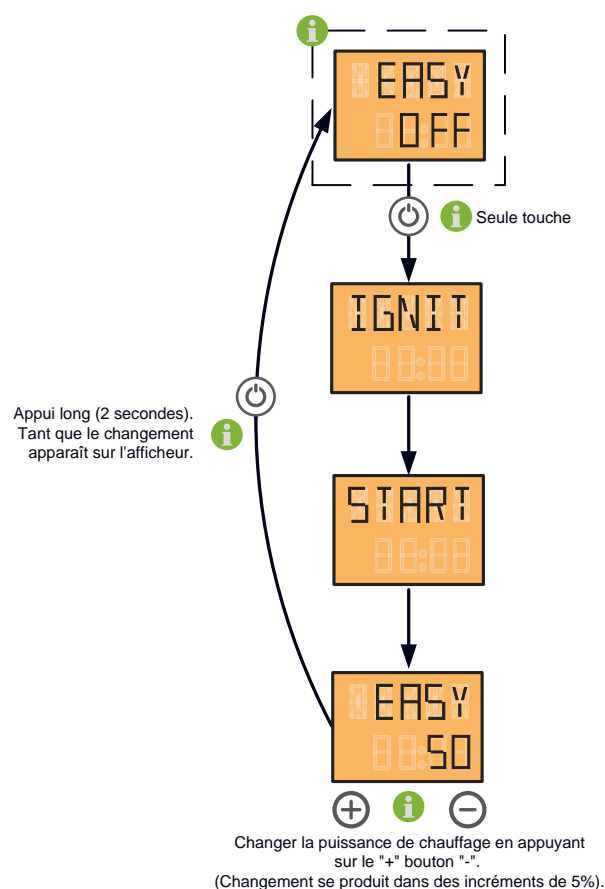 EASY
OFF
Seule touche
IGNIT
Appui long (2 secondes).
Tant que le changement
apparaît sur l'afficheur.
START
EASY
50
Changer la puissance de chauffage en appuyant
sur le "+" bouton "-".
(Changement se produit dans des incréments de 5%).